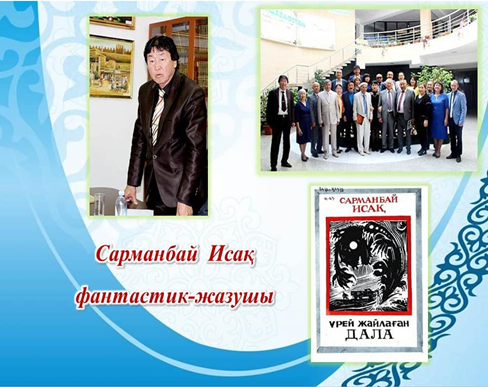 САРМАНБАЙ
ИСАҚ
ҮРЕЙ ЖАЙЛАҒАН
ДАЛА
Сарманбай Исақ
фантастик-жазушы